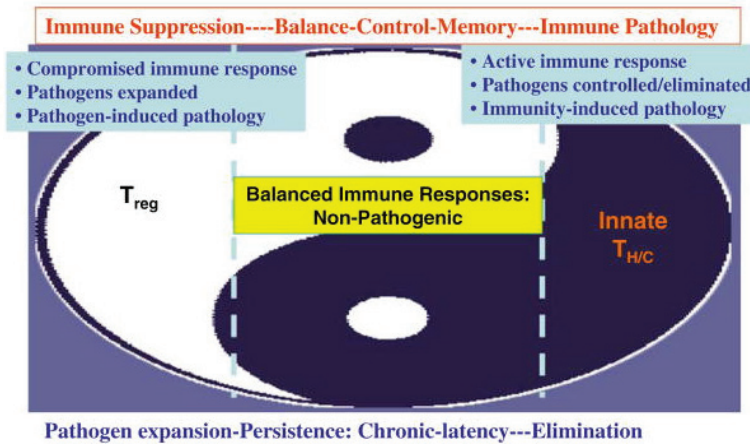 Immune Suppression----Balance-Control-Memory---Immune Pathology
• Compromised immune response
• Pathogens expanded
• Pathogen-induced pathology
• Active immune response
• Pathogens controlled/eliminated
• Immunity-induced pathology
Treg
Balanced Immune Responses:
Non-Pathogenic
Innate
TH/C
Pathogen expansion-Persistence: Chronic-latency---Elimination